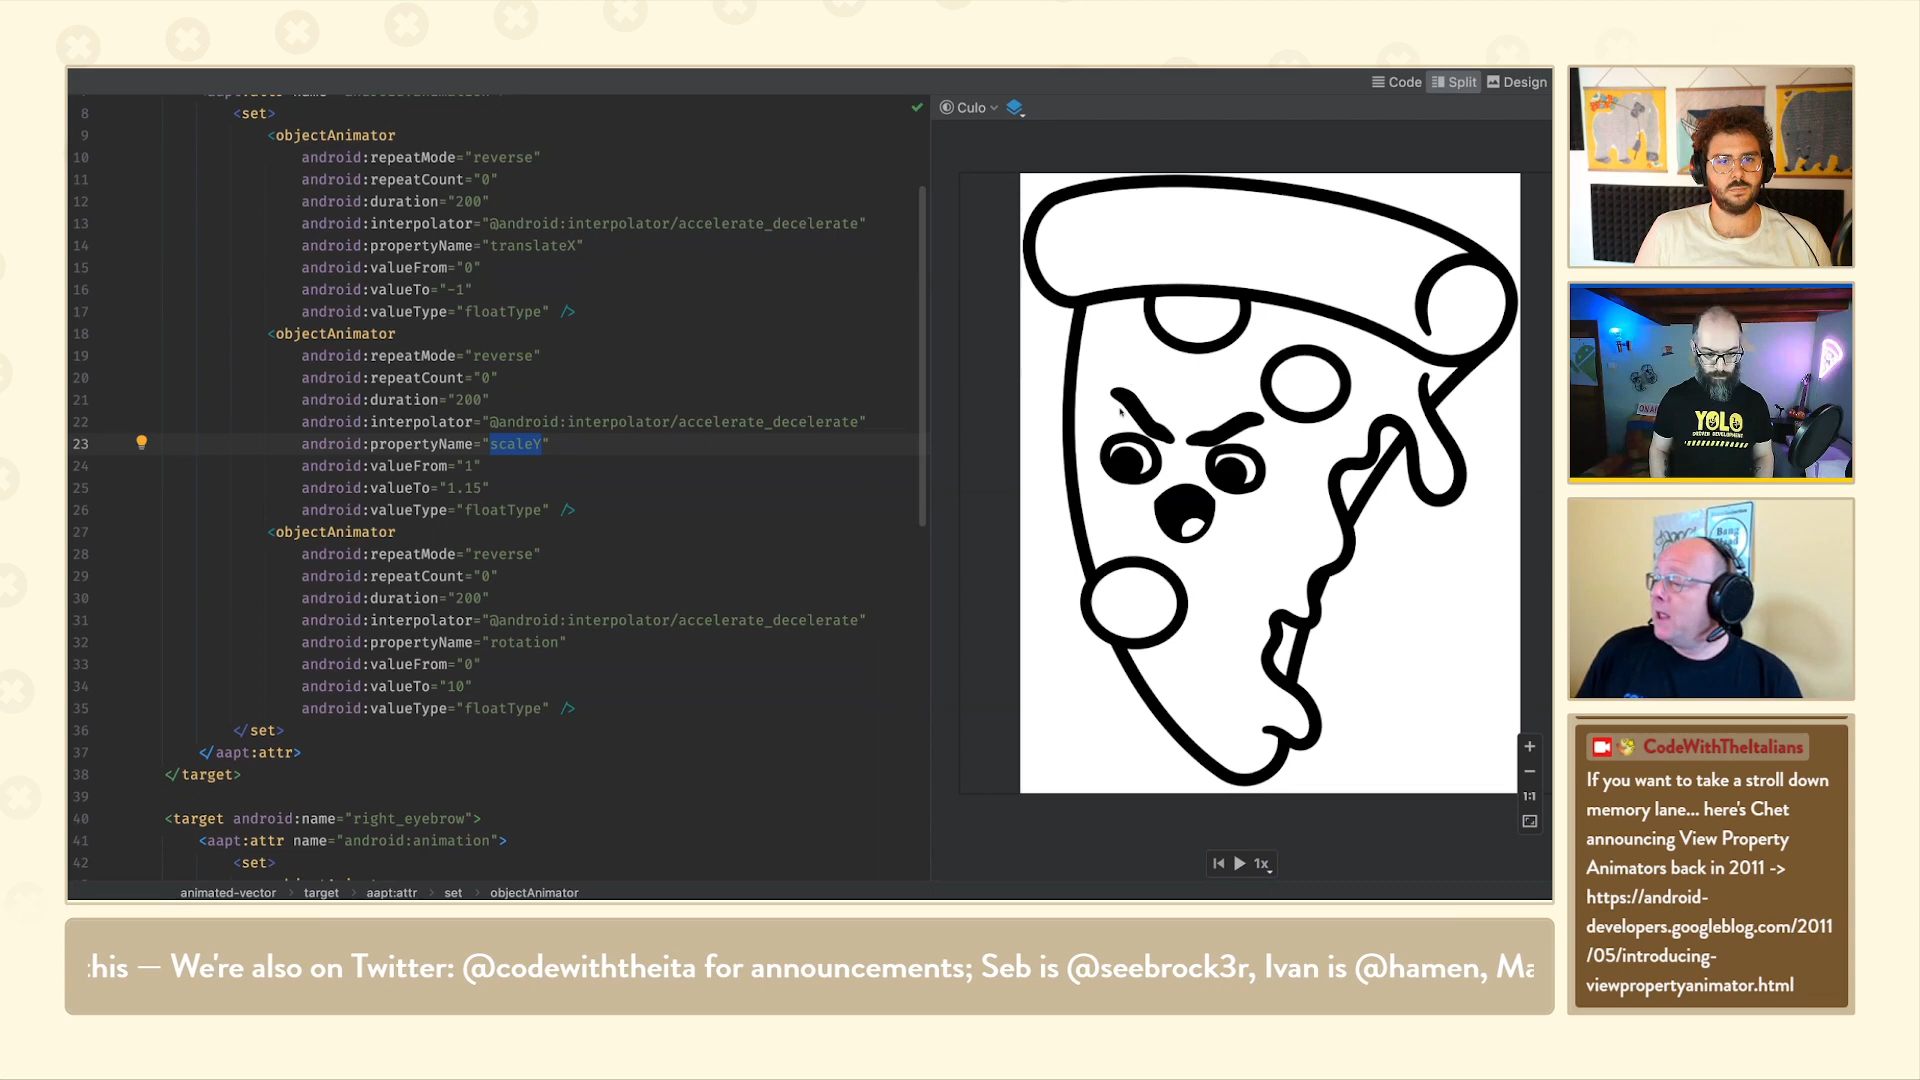 Code Split Design
Culo
8 <set>
9 <objectAnimator
10 android:repeatMode="reverse"
11 android:repeatCount="0"
12 android:duration="200"
13 android:interpolator="@android:interpolator/accelerate_decelerate"
14 android:propertyName="translateX"
15 android:valueFrom="0"
16 android:valueTo="-1"
17 android:valueType="floatType" />
18 <objectAnimator
19 android:repeatMode="reverse"
20 android:repeatCount="0"
21 android:duration="200"
22 android:interpolator="@android:interpolator/accelerate_decelerate"
23 android:propertyName="scaleY"
24 android:valueFrom="1"
25 android:valueTo="1.15"
26 android:valueType="floatType" />
27 <objectAnimator
28 android:repeatMode="reverse"
29 android:repeatCount="0"
30 android:duration="200"
31 android:interpolator="@android:interpolator/accelerate_decelerate"
32 android:propertyName="rotation"
33 android:valueFrom="0"
34 android:valueTo="10"
35 android:valueType="floatType" />
36 </set>
37 </aapt:attr>
38 </target>
39
40 <target android:name="right_eyebrow">
41 <aapt:attr name="android:animation">
42 <set>
animated-vector > target > aapt:attr > set > objectAnimator
1:1
1x
YOLO
DRIVEN DEVELOPMENT
Bang
Head
CodeWithTheItalians
If you want to take a stroll down
memory lane... here's Chet
announcing View Property
Animators back in 2011 ->
https://android-
developers.googleblog.com/2011
/05/introducing-
viewpropertyanimator.html
:his — We're also on Twitter: @codewiththeita for announcements; Seb is @seebrock3r, Ivan is @hamen, Ma